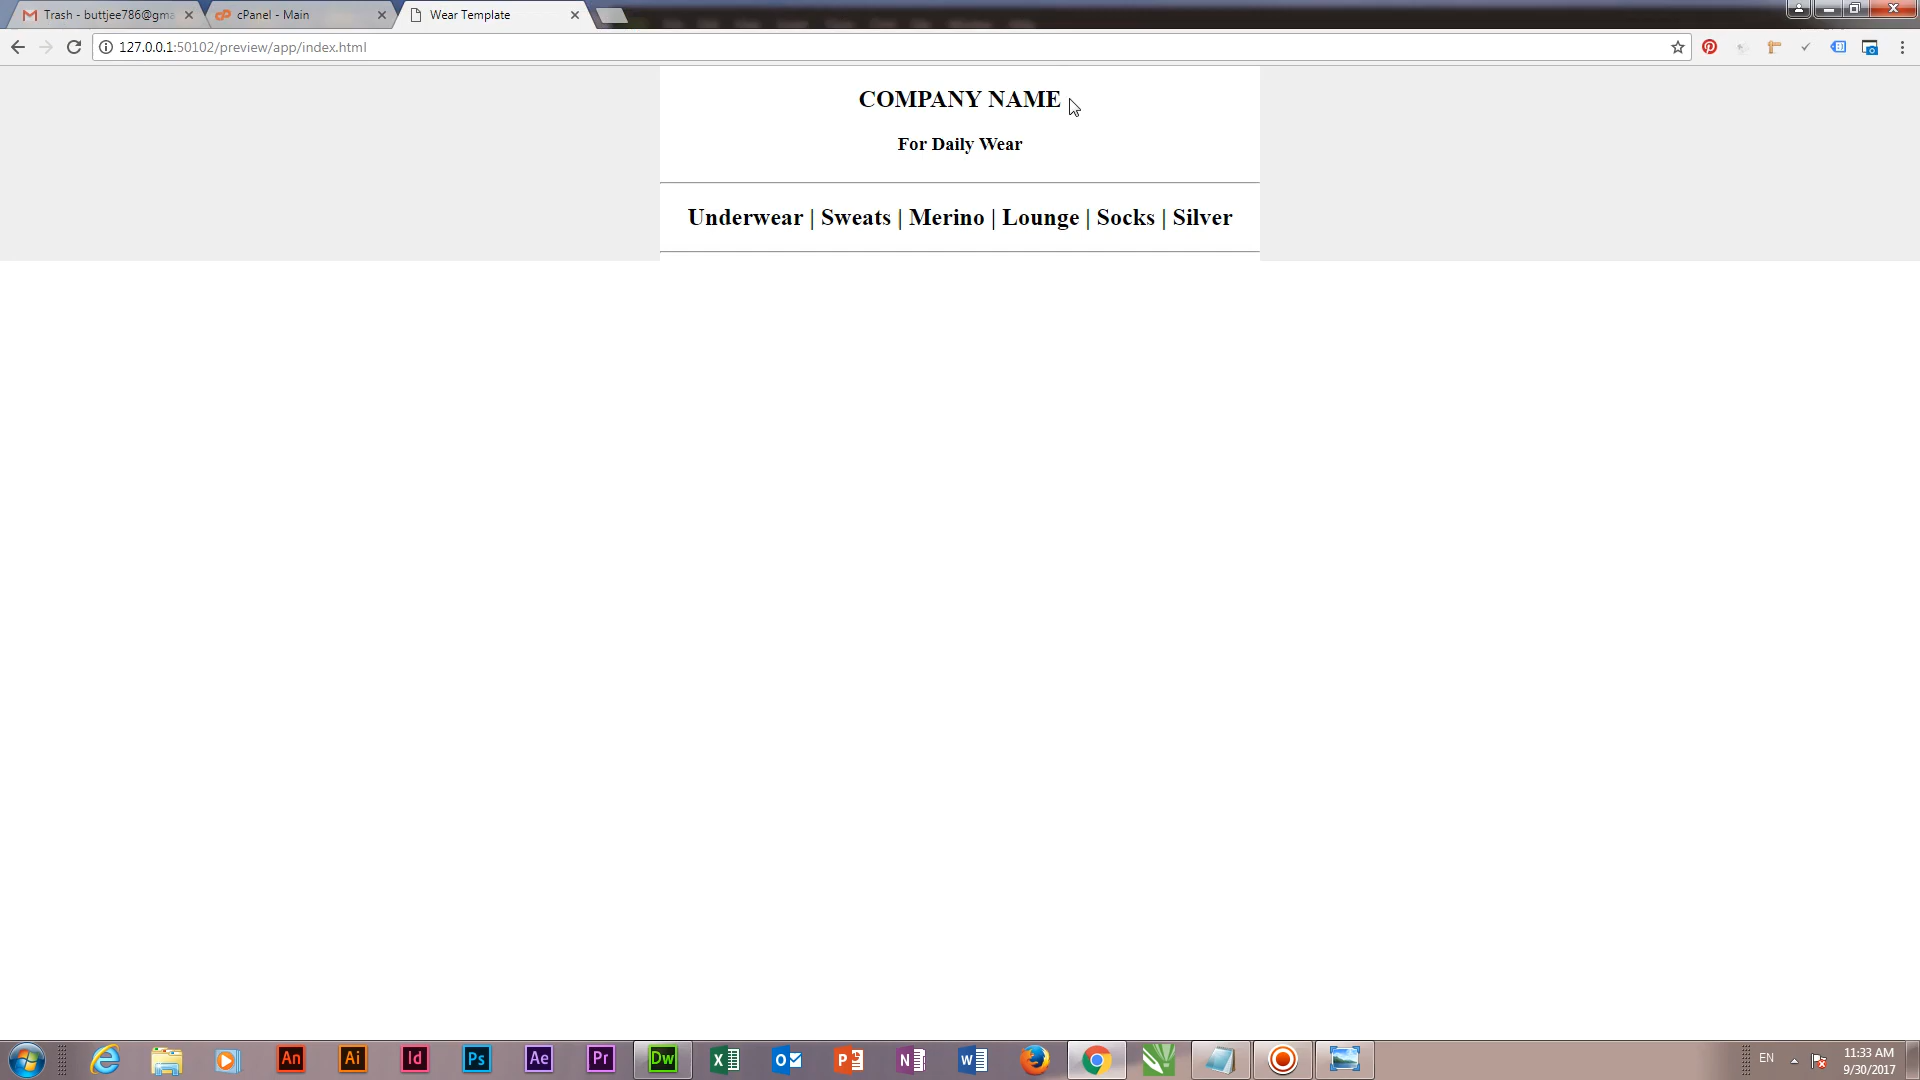 Trash - buttjee786@gma
cPanel - Main
Wear Template
127.0.0.1:50102/preview/app/index.html
COMPANY NAME
For Daily Wear
Underwear | Sweats | Merino | Lounge | Socks | Silver
An
Ai
Id
Ps
Ae
Pr
Dw
EN
11:33 AM
9/30/2017